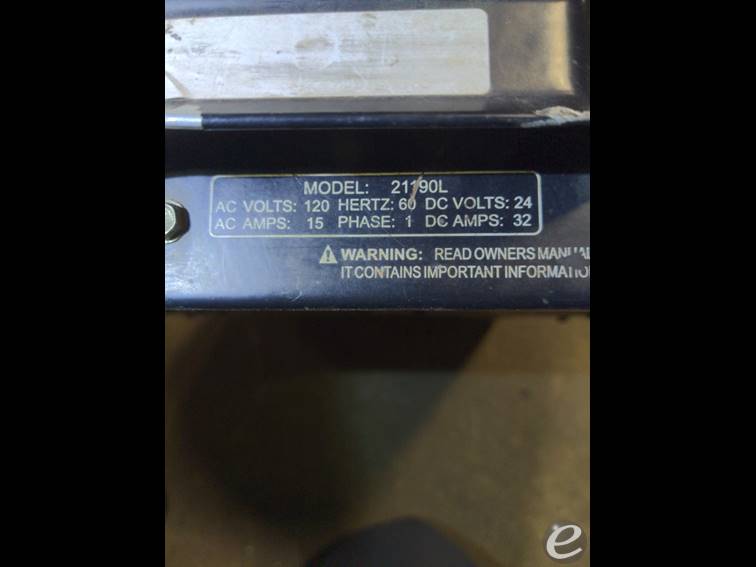 MODEL: 21190L
AC VOLTS: 120 HERTZ: 60 DC VOLTS: 24
AC AMPS: 15 PHASE: 1 DC AMPS: 32
WARNING: READ OWNERS MANUAL
IT CONTAINS IMPORTANT INFORMATIO
e